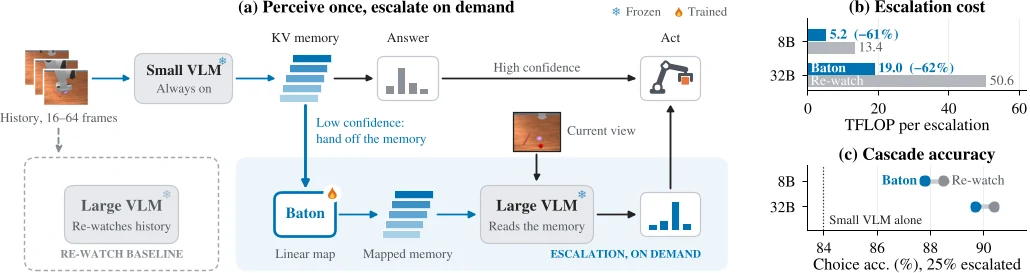 (a) Perceive once, escalate on demand
Frozen
Trained
KV memory
Answer
Act
Small VLM
Always on
High confidence
History, 16–64 frames
Low confidence:
hand off the memory
Current view
Large VLM
Re-watches history
RE-WATCH BASELINE
Baton
Linear map
Mapped memory
Large VLM
Reads the memory
ESCALATION, ON DEMAND
(b) Escalation cost
8B
5.2 (−61%)
13.4
32B
Baton
19.0 (−62%)
Re-watch
50.6
0
20
40
60
TFLOP per escalation
(c) Cascade accuracy
8B
Baton
Re-watch
32B
Small VLM alone
84
86
88
90
Choice acc. (%), 25% escalated